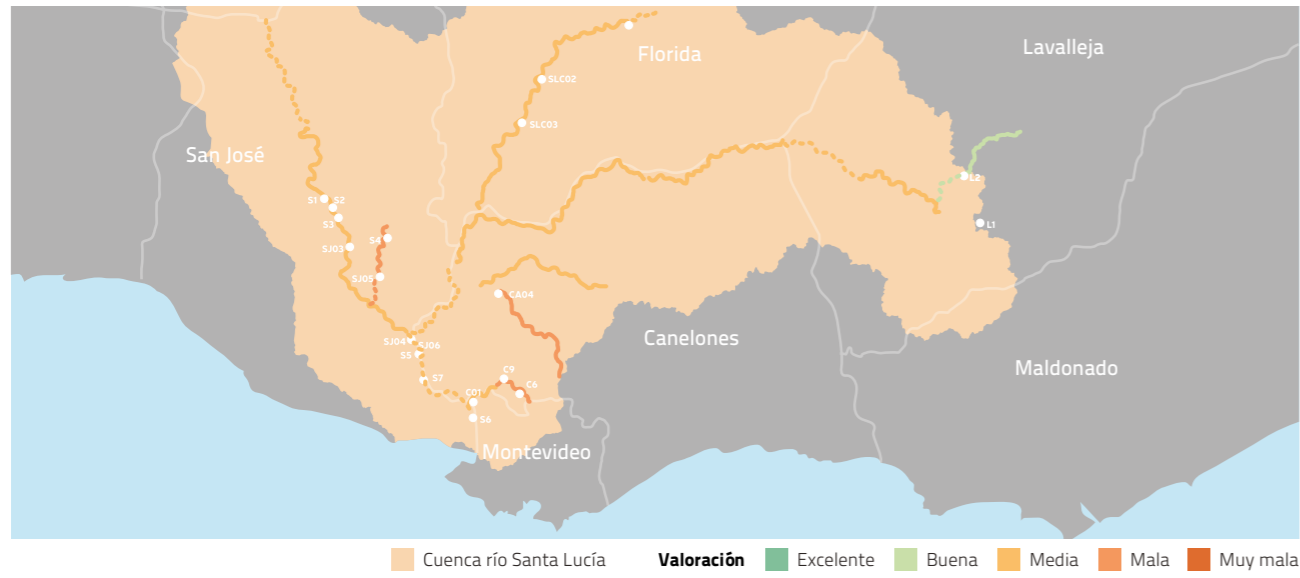 Lavalleja
Florida
SLC02
SLC03
San José
L2
S1
S2
S3
L1
S4
SJ03
SJ05
CA04
Canelones
SJ04
SJ06
S5
Maldonado
S7
C9
C6
C01
S6
Montevideo
Cuenca río Santa Lucía Valoración Excelente Buena Media Mala Muy mala